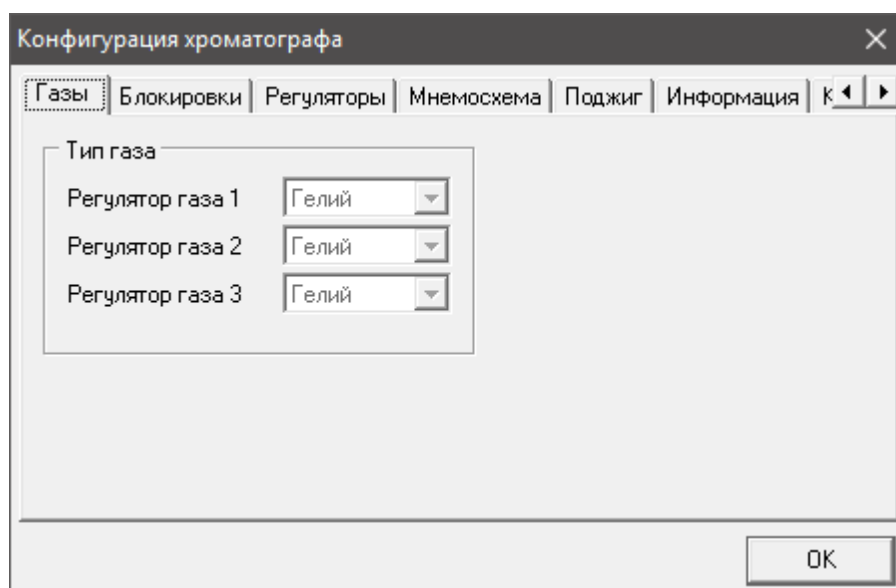 Конфигурация хроматографа
Газы Блокировки Регуляторы Мнемосхема Поджиг Информация К
Тип газа
Регулятор газа 1 Гелий
Регулятор газа 2 Гелий
Регулятор газа 3 Гелий
OK